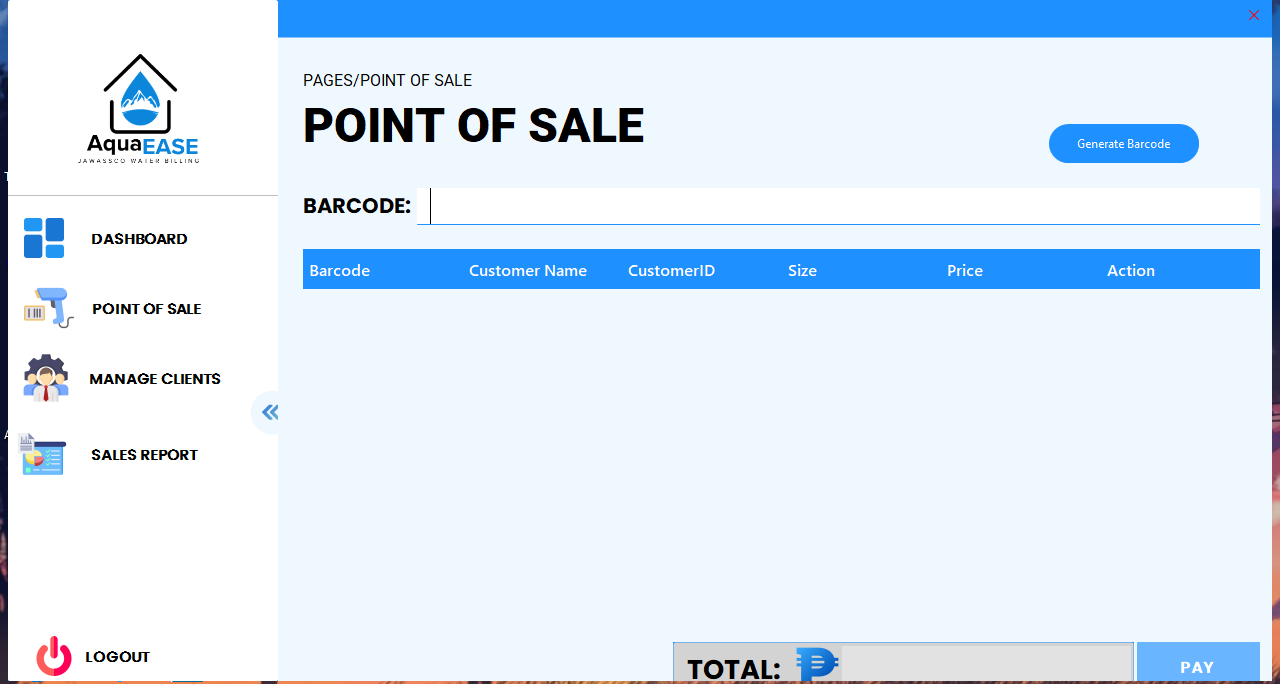 AquaEASE
JAWASSCO WATER BILLING
DASHBOARD
POINT OF SALE
MANAGE CLIENTS
SALES REPORT
LOGOUT
PAGES/POINT OF SALE
POINT OF SALE
Generate Barcode
BARCODE:
Barcode Customer Name CustomerID Size Price Action
TOTAL: ₱
PAY